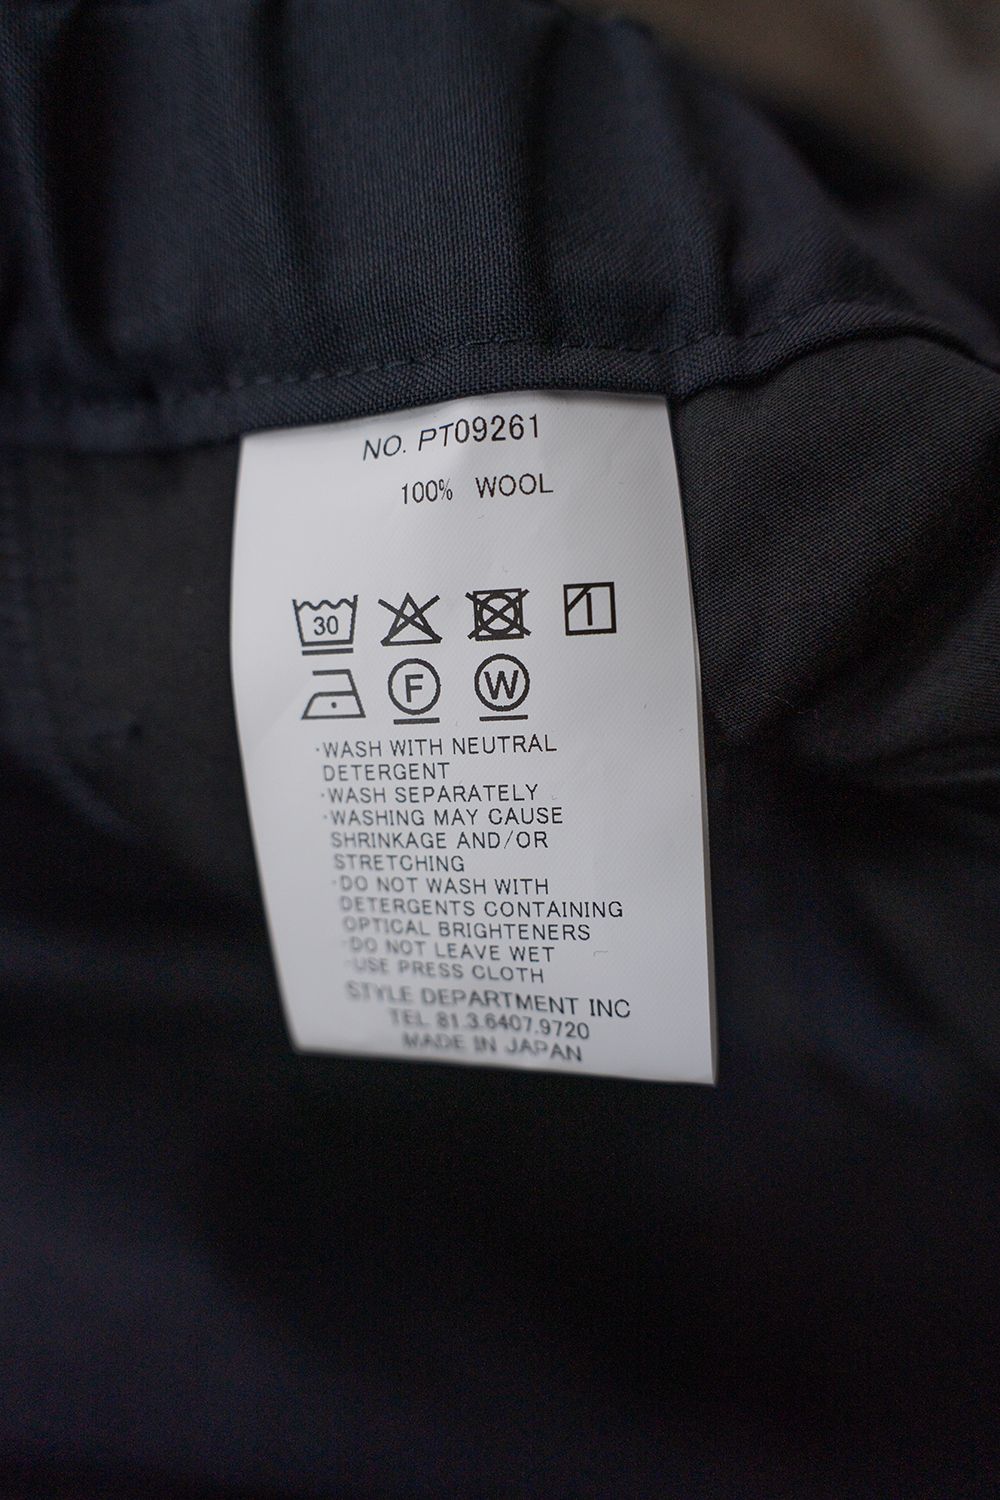 NO. PT09261
100% WOOL
30
F W
·WASH WITH NEUTRAL
DETERGENT
·WASH SEPARATELY
·WASHING MAY CAUSE
SHRINKAGE AND/OR
STRETCHING
·DO NOT WASH WITH
DETERGENTS CONTAINING
OPTICAL BRIGHTENERS
·DO NOT LEAVE WET
·USE PRESS CLOTH
STYLE DEPARTMENT INC
TEL 81.3.6407.9720
MADE IN JAPAN